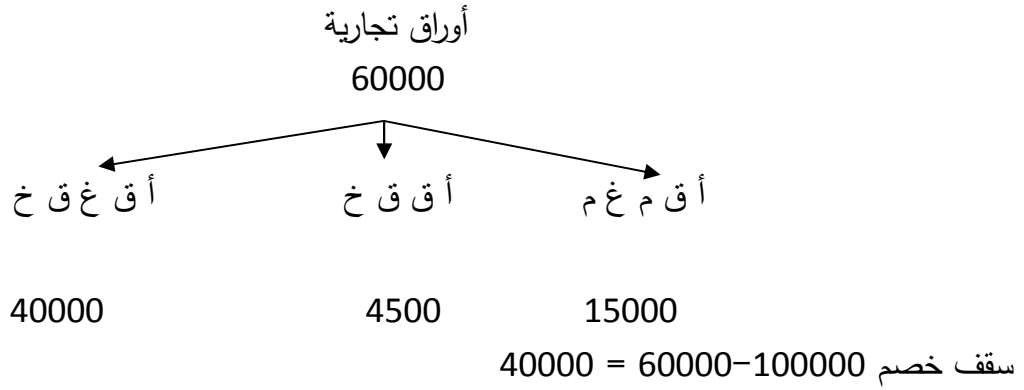 أوراق تجارية
60000
أ ق م غ م أ ق ق خ أ ق غ ق خ
15000 4500 40000
سقف خصم 100000-60000 = 40000